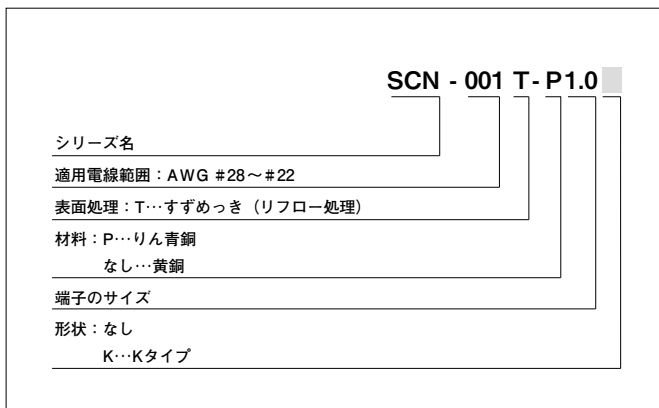 SCN - 001 T - P 1.0
シリーズ名
適用電線範囲：AWG #28～#22
表面処理：T…すずめっき（リフロー処理）
材料：P…りん青銅
なし…黄銅
端子のサイズ
形状：なし
K…Kタイプ